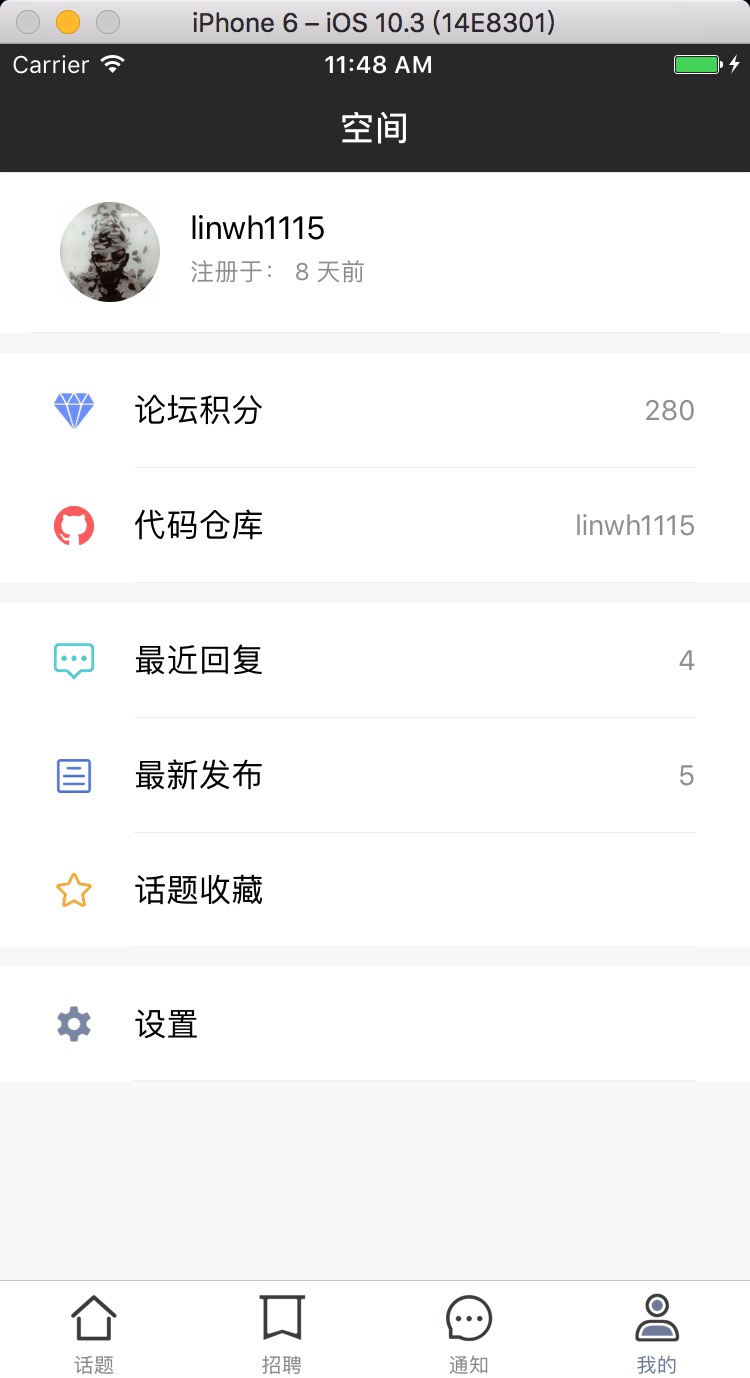 iPhone 6 – iOS 10.3 (14E8301)
Carrier 11:48 AM
空间
linwh1115
注册于： 8 天前
论坛积分 280
代码仓库 linwh1115
最近回复 4
最新发布 5
话题收藏
设置
话题 招聘 通知 我的